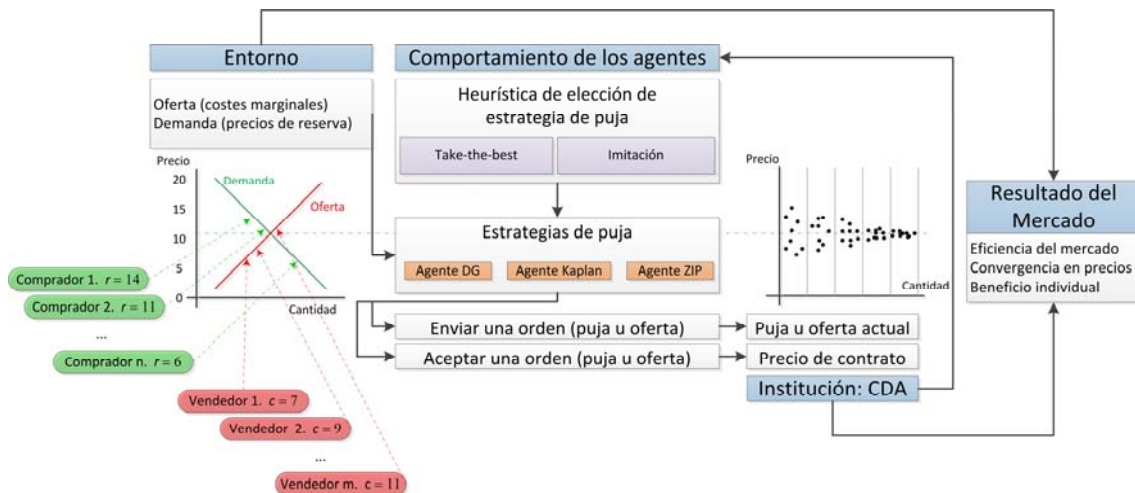 Entorno
Oferta (costes marginales)
Demanda (precios de reserva)
Precio
20
15
10
5
0
Demanda
Oferta
Cantidad
Comprador 1. r = 14
Comprador 2. r = 11
...
Comprador n. r = 6
Vendedor 1. c = 7
Vendedor 2. c = 9
...
Vendedor m. c = 11
Comportamiento de los agentes
Heurística de elección de
estrategia de puja
Take-the-best
Imitación
Estrategias de puja
Agente DG
Agente Kaplan
Agente ZIP
Enviar una orden (puja u oferta)
Aceptar una orden (puja u oferta)
Precio
Cantidad
Puja u oferta actual
Precio de contrato
Institución: CDA
Resultado del
Mercado
Eficiencia del mercado
Convergencia en precios
Beneficio individual